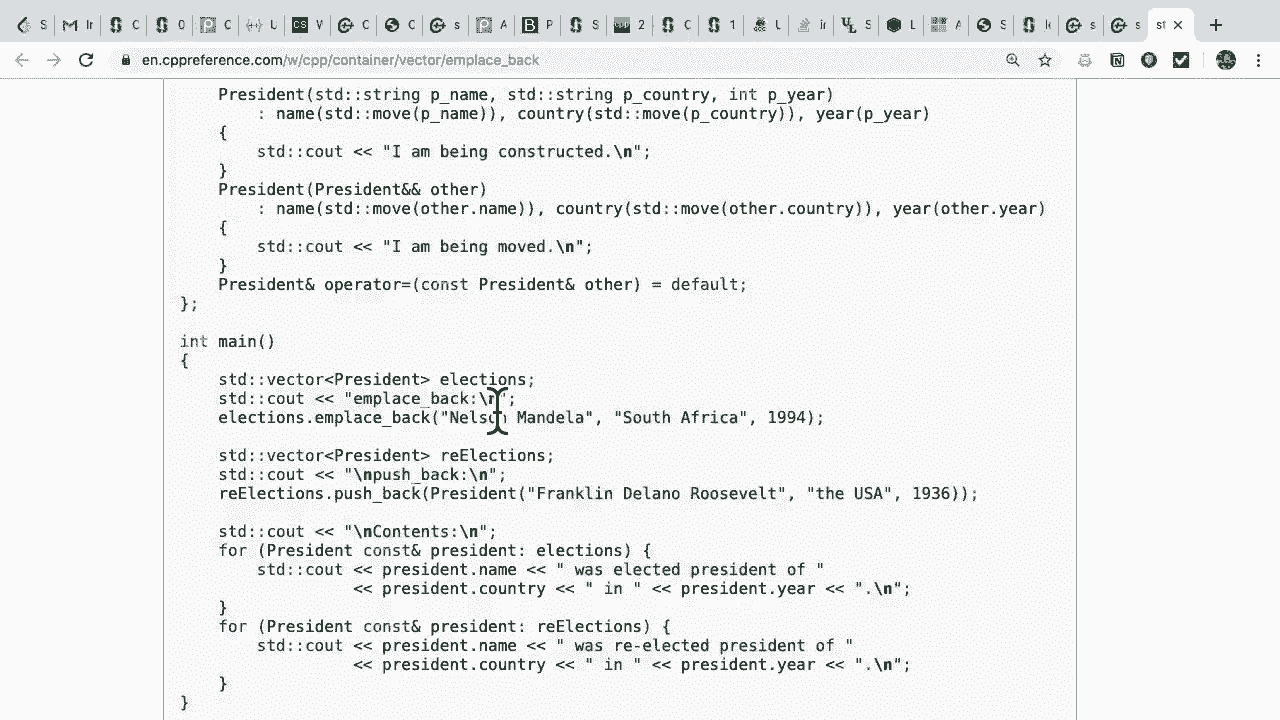 S M Ir S C S 0 C U CS V C C s A B P S 2 C 1 U ir S L A S le s s st
en.cppreference.com/w/cpp/container/vector/emplace_back
President(std::string p_name, std::string p_country, int p_year)
: name(std::move(p_name)), country(std::move(p_country)), year(p_year)
{
std::cout << "I am being constructed.\n";
}
President(President&& other)
: name(std::move(other.name)), country(std::move(other.country)), year(other.year)
{
std::cout << "I am being moved.\n";
}
President& operator=(const President& other) = default;
};
int main()
{
std::vector<President> elections;
std::cout << "emplace_back:\n";
elections.emplace_back("Nelson Mandela", "South Africa", 1994);
std::vector<President> reElections;
std::cout << "\npush_back:\n";
reElections.push_back(President("Franklin Delano Roosevelt", "the USA", 1936));
std::cout << "\nContents:\n";
for (President const& president: elections) {
std::cout << president.name << " was elected president of "
<< president.country << " in " << president.year << ".\n";
}
for (President const& president: reElections) {
std::cout << president.name << " was re-elected president of "
<< president.country << " in " << president.year << ".\n";
}
}